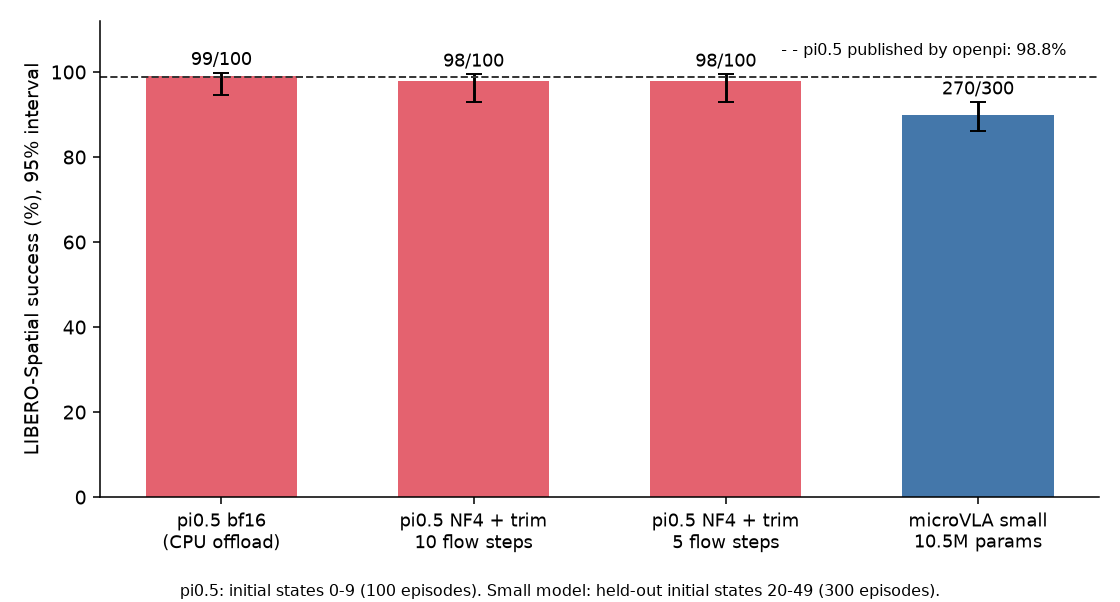 99/100
98/100
98/100
- - pi0.5 published by openpi: 98.8%
270/300
LIBERO-Spatial success (%), 95% interval
100
80
60
40
20
0
pi0.5 bf16
(CPU offload)
pi0.5 NF4 + trim
10 flow steps
pi0.5 NF4 + trim
5 flow steps
microVLA small
10.5M params
pi0.5: initial states 0-9 (100 episodes). Small model: held-out initial states 20-49 (300 episodes).